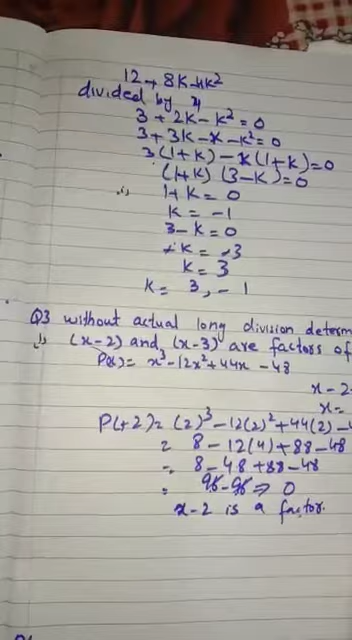 12 + 8K - 4K²
divided by 4
3 + 2K - K² = 0
3 + 3K - K - K² = 0
3(1+K) - K(1+K) = 0
(1+K) (3-K) = 0
1 + K = 0
K = -1
3 - K = 0
+K = -3
K = 3
K = 3, -1
Q3 without actual long division determ
(x-2) and (x-3) are factors of
P(x) = x³ - 12x² + 44x - 48
x - 2
x =
P(+2) = (2)³ - 12(2)² + 44(2) - 4
= 8 - 12(4) + 88 - 48
= 8 - 48 + 88 - 48
= 96 - 96 ⇒ 0
x - 2 is a factor.